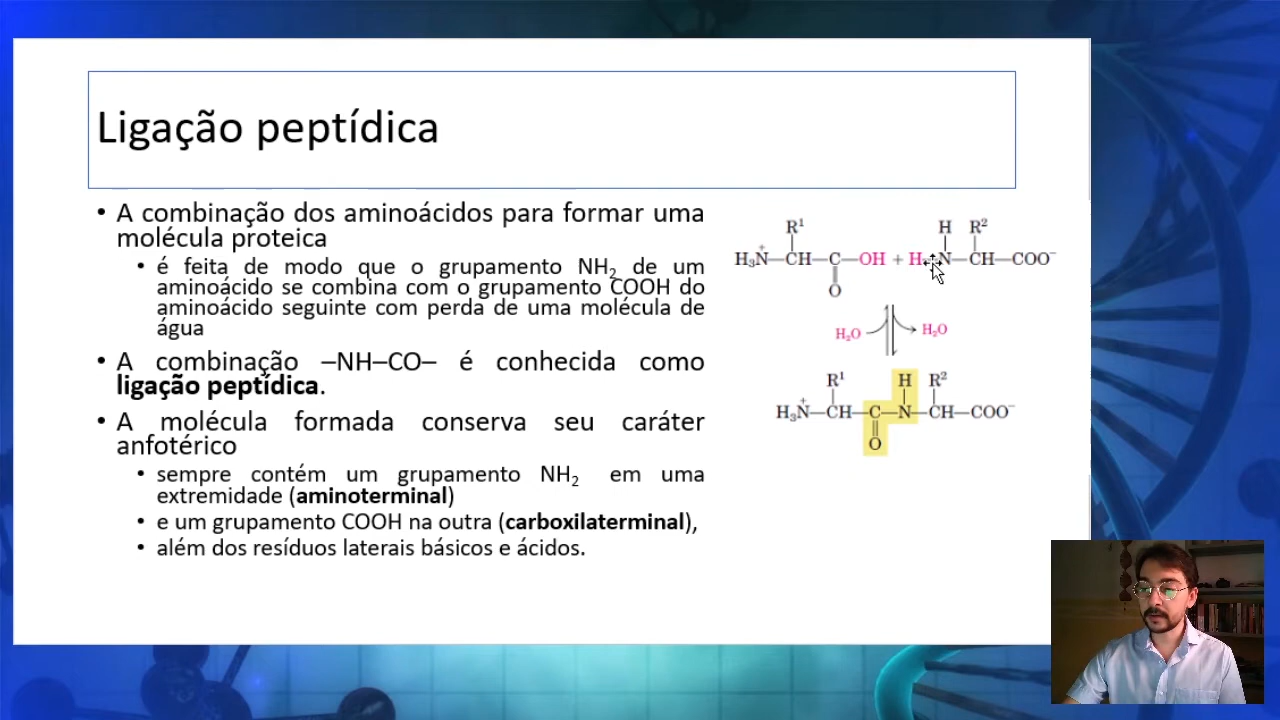 Ligação peptídica
• A combinação dos aminoácidos para formar uma
molécula proteica
• é feita de modo que o grupamento NH₂ de um
aminoácido se combina com o grupamento COOH do
aminoácido seguinte com perda de uma molécula de
água
• A combinação –NH–CO– é conhecida como
ligação peptídica.
• A molécula formada conserva seu caráter
anfotérico
• sempre contém um grupamento NH₂ em uma
extremidade (aminoterminal)
• e um grupamento COOH na outra (carboxilaterminal),
• além dos resíduos laterais básicos e ácidos.
R¹ H R²
H₃N⁺—CH—C—OH + H—N—CH—COO⁻
O
H₂O H₂O
R¹ H R²
H₃N⁺—CH—C—N—CH—COO⁻
O